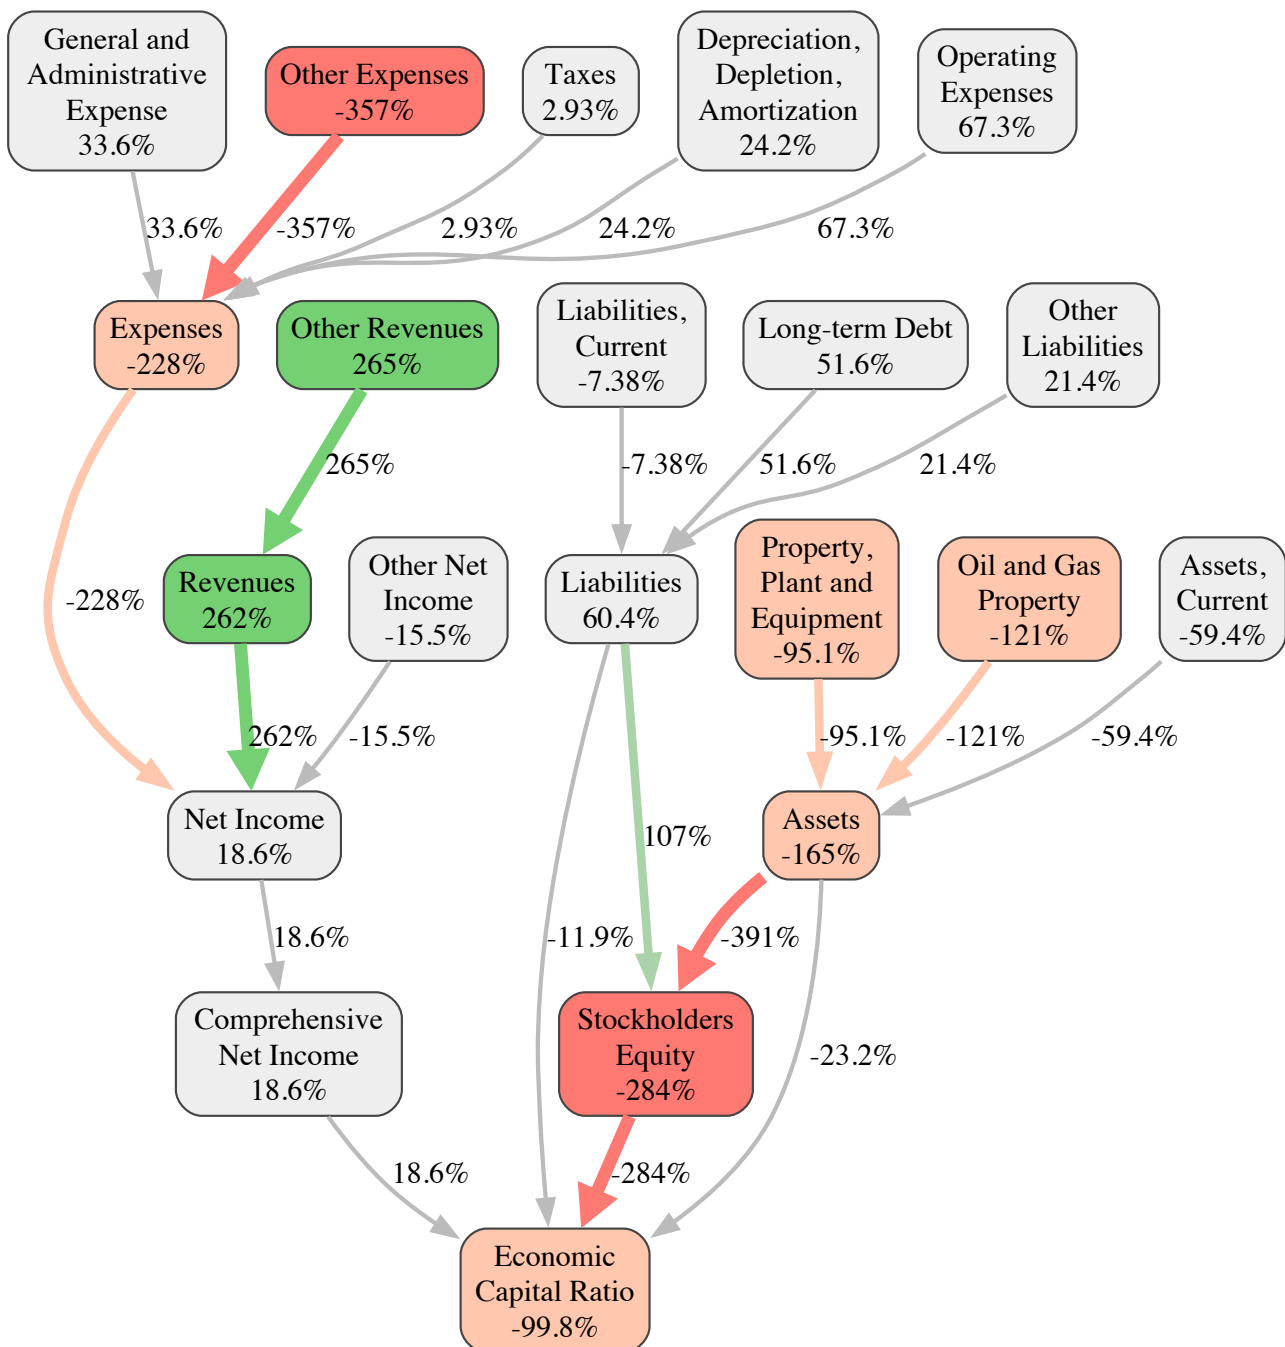 General and
Administrative
Expense
33.6%
Other Expenses
-357%
Taxes
2.93%
Depreciation,
Depletion,
Amortization
24.2%
Operating
Expenses
67.3%
33.6%
-357%
2.93%
24.2%
67.3%
Expenses
-228%
Other Revenues
265%
Liabilities,
Current
-7.38%
Long-term Debt
51.6%
Other
Liabilities
21.4%
265%
-7.38%
51.6%
21.4%
-228%
Revenues
262%
Other Net
Income
-15.5%
Liabilities
60.4%
Property,
Plant and
Equipment
-95.1%
Oil and Gas
Property
-121%
Assets,
Current
-59.4%
262%
-15.5%
-95.1%
-121%
-59.4%
Net Income
18.6%
107%
Assets
-165%
18.6%
-11.9%
-391%
Comprehensive
Net Income
18.6%
Stockholders
Equity
-284%
-23.2%
18.6%
-284%
Economic
Capital Ratio
-99.8%